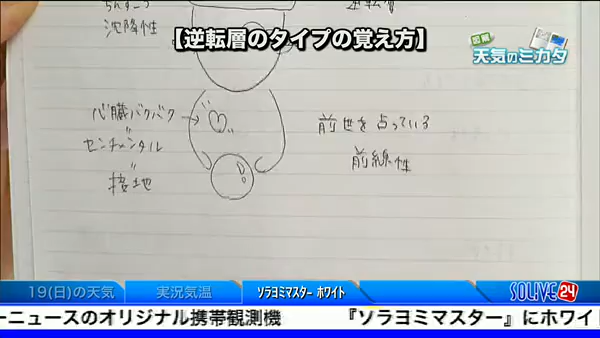 【逆転層のタイプの覚え方】
天気のミカタ
沈降性
心臓バクバク→
センチメンタル
接地
前世を占っている
前線性
19(日)の天気
実況気温
ソラヨミマスター ホワイト
SOLiVE24
ーニュースのオリジナル携帯観測機 『ソラヨミマスター』にホワイト